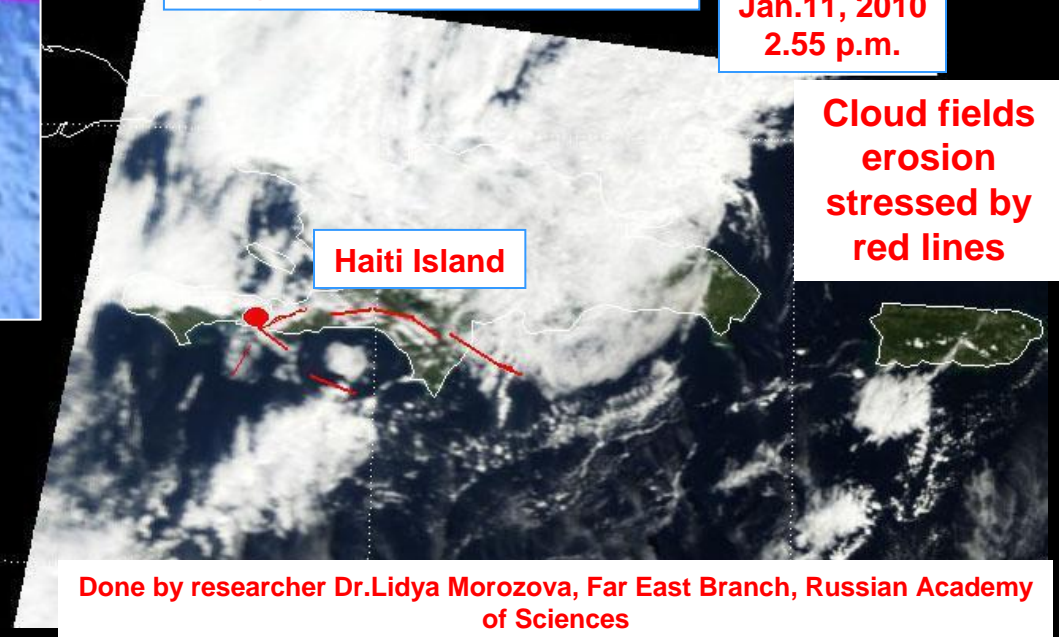 Jan.11, 2010
2.55 p.m.
Cloud fields
erosion
stressed by
red lines
Haiti Island
Done by researcher Dr.Lidya Morozova, Far East Branch, Russian Academy
of Sciences